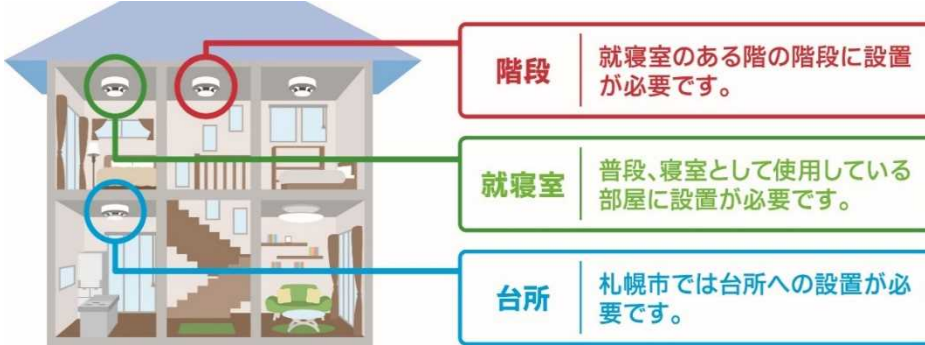 階段
就寝室のある階の階段に設置
が必要です。
就寝室
普段、寝室として使用している
部屋に設置が必要です。
台所
札幌市では台所への設置が必
要です。